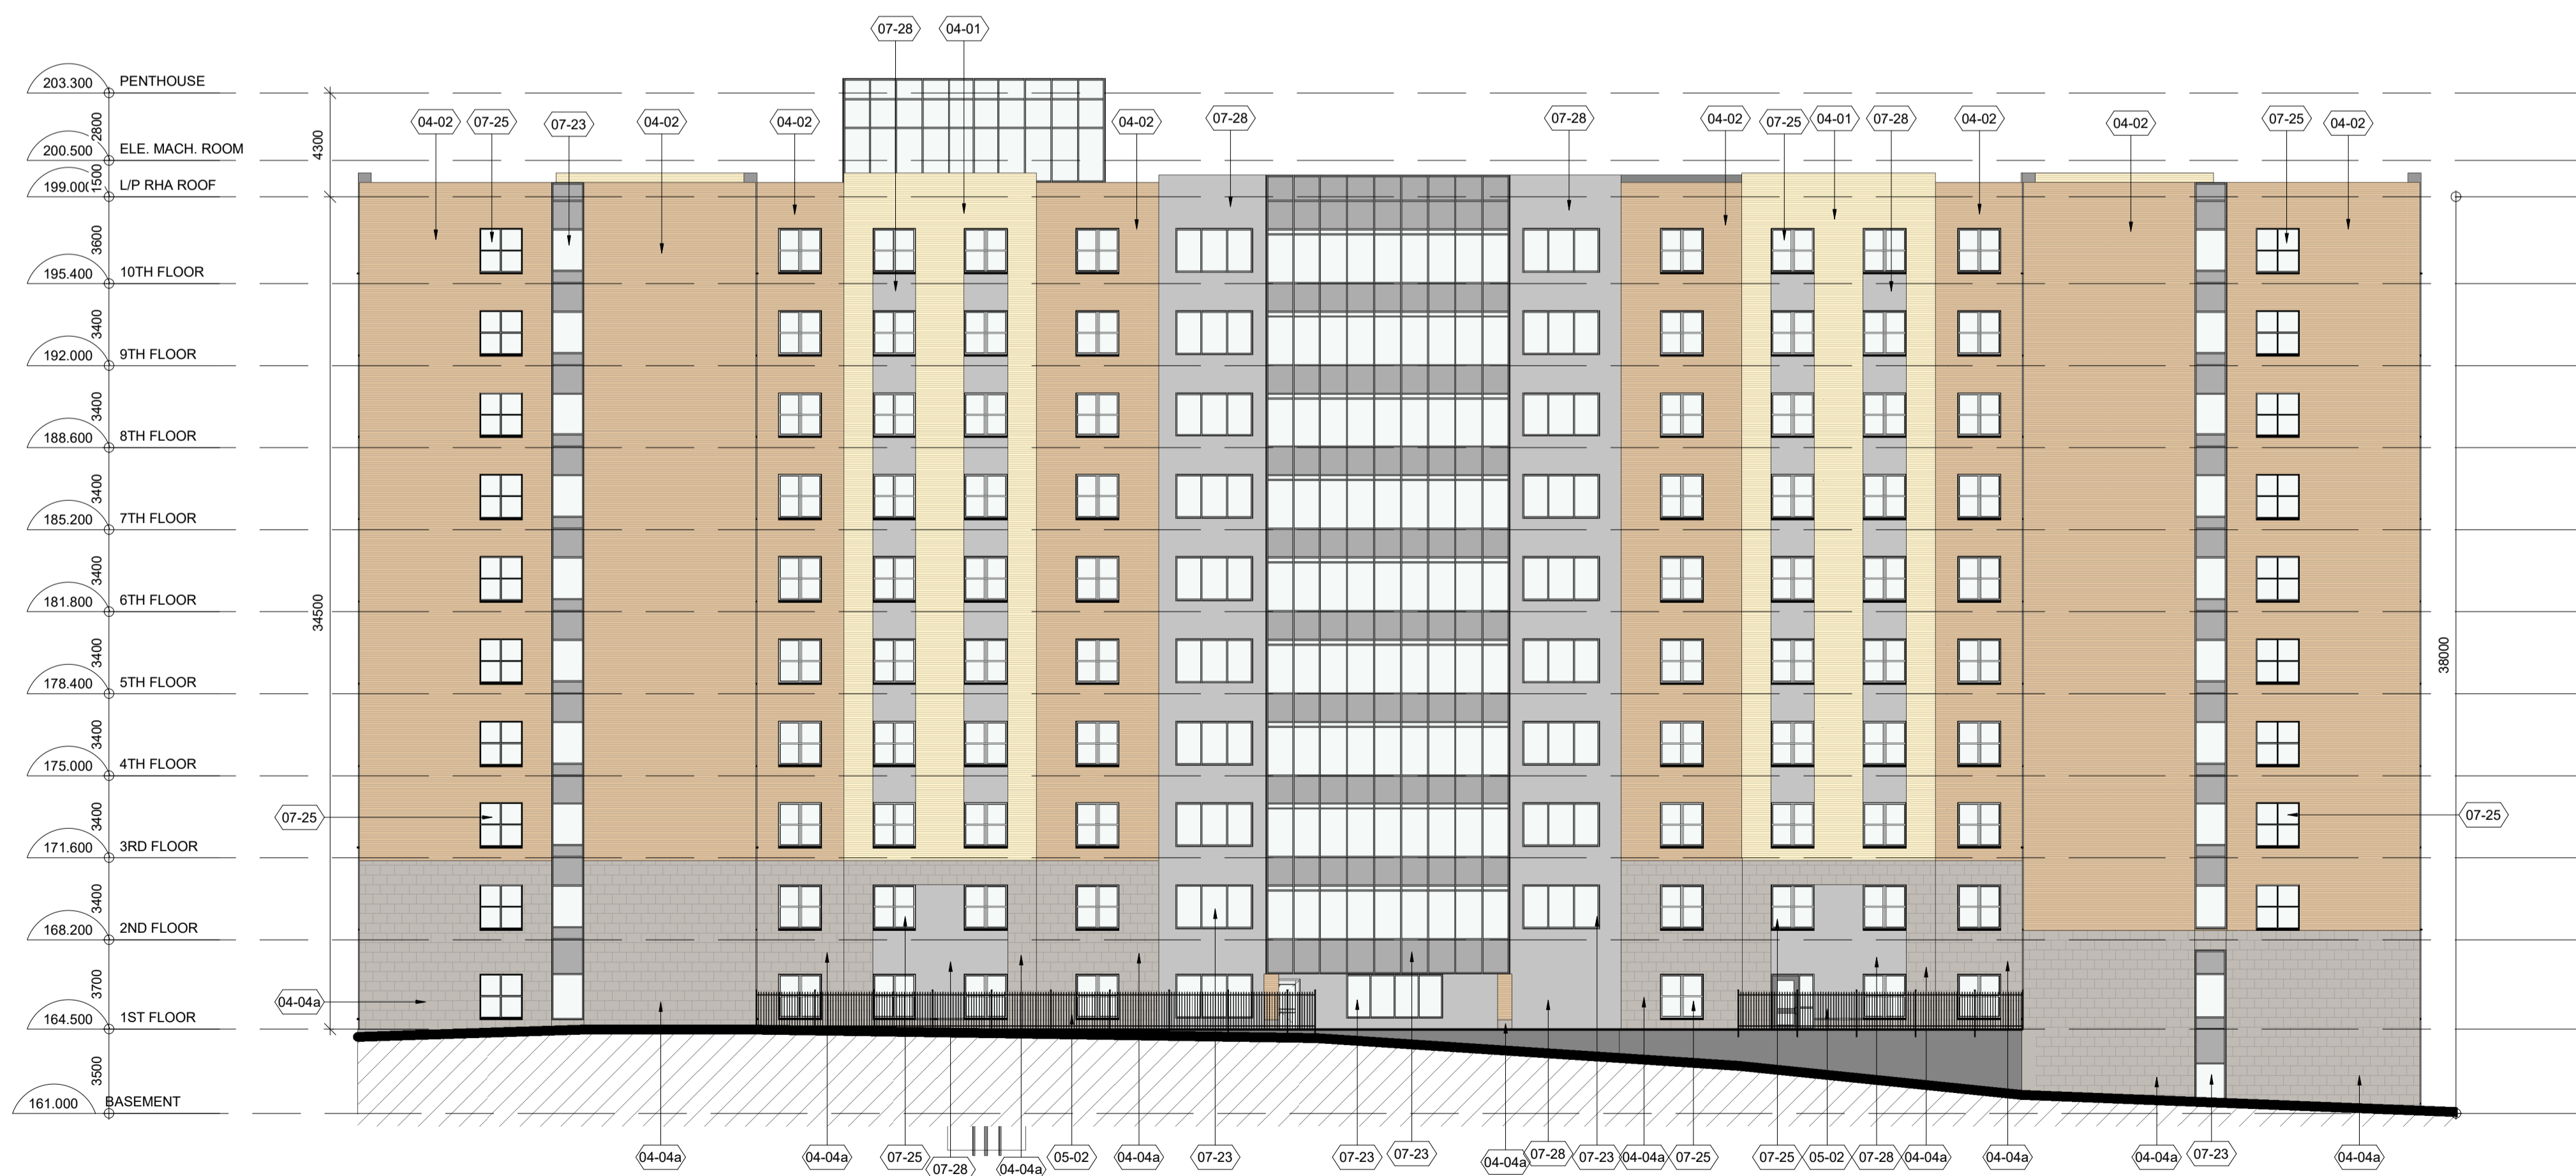 07-28 04-01
203.300 PENTHOUSE
2800
4300
04-02 07-25 07-23 04-02 04-02 04-02 07-28 07-28 04-02 07-25 04-01 07-28 04-02 04-02 07-25 04-02
200.500 ELE. MACH. ROOM
1500
199.000 L/P RHA ROOF
3600
195.400 10TH FLOOR
3400
192.000 9TH FLOOR
3400
188.600 8TH FLOOR
3400
185.200 7TH FLOOR
3400
181.800 6TH FLOOR
34500
3400
38000
178.400 5TH FLOOR
3400
175.000 4TH FLOOR
3400
07-25 07-25
171.600 3RD FLOOR
3400
168.200 2ND FLOOR
3700
04-04a
164.500 1ST FLOOR
3500
161.000 BASEMENT
04-04a 04-04a 07-25 07-28 04-04a 05-02 04-04a 07-23 07-23 07-23 04-04a 07-28 07-23 04-04a 07-25 07-25 05-02 07-28 04-04a 04-04a 04-04a 07-23 04-04a